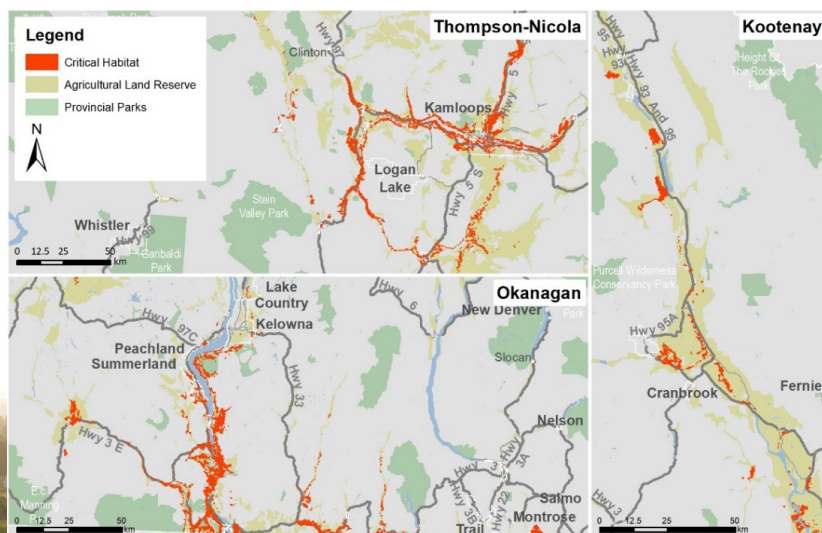 Legend
Critical Habitat
Agricultural Land Reserve
Provincial Parks
N
Thompson-Nicola
Clinton
Hwy 97
Hwy 5
Kamloops
Logan
Lake
Hwy 5 S
Stein
Valley Park
Whistler
Hwy 99
Garibaldi
Park
0 12.5 25 50
km
Okanagan
Lake
Country
Kelowna
Hwy 97C
Peachland
Summerland
Hwy 33
Hwy 6
New Denver
Park
Slocan
Nelson
Hwy 3 E
Hwy 3
Hwy 3A
Hwy 22
Hwy 3B
Salmo
Montrose
Trail
E.C.
Manning
Park
0 12.5 25 50
km
Kootenay
95
Hwy
93
Hwy 93 And 95
Height Of
The Rockies
Park
Purcell Wilderness
Conservancy Park
Hwy 95A
Cranbrook
Fernie
Hwy 3
0 12.5 25 50
km